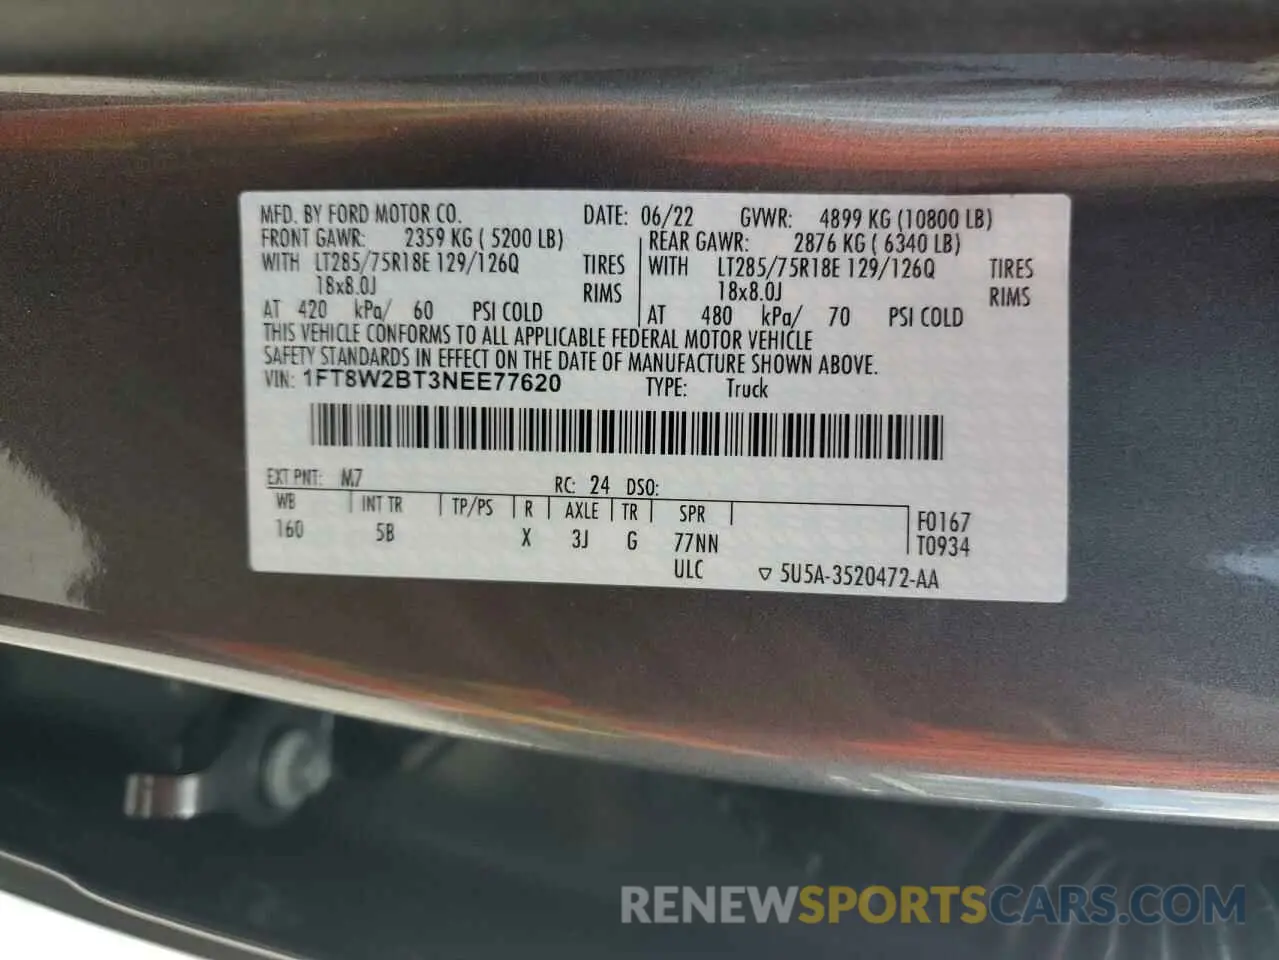 MFD. BY FORD MOTOR CO. DATE: 06/22 GVWR: 4899 KG (10800 LB)
FRONT GAWR: 2359 KG ( 5200 LB) REAR GAWR: 2876 KG ( 6340 LB)
WITH LT285/75R18E 129/126Q TIRES WITH LT285/75R18E 129/126Q TIRES
18x8.0J RIMS 18x8.0J RIMS
AT 420 kPa/ 60 PSI COLD AT 480 kPa/ 70 PSI COLD
THIS VEHICLE CONFORMS TO ALL APPLICABLE FEDERAL MOTOR VEHICLE
SAFETY STANDARDS IN EFFECT ON THE DATE OF MANUFACTURE SHOWN ABOVE.
VIN: 1FT8W2BT3NEE77620 TYPE: Truck
EXT PNT: M7 RC: 24 DSO:
WB INT TR TP/PS R AXLE TR SPR F0167
160 5B X 3J G 77NN T0934
ULC ▽ 5U5A-3520472-AA
RENEWSPORTSCARS.COM